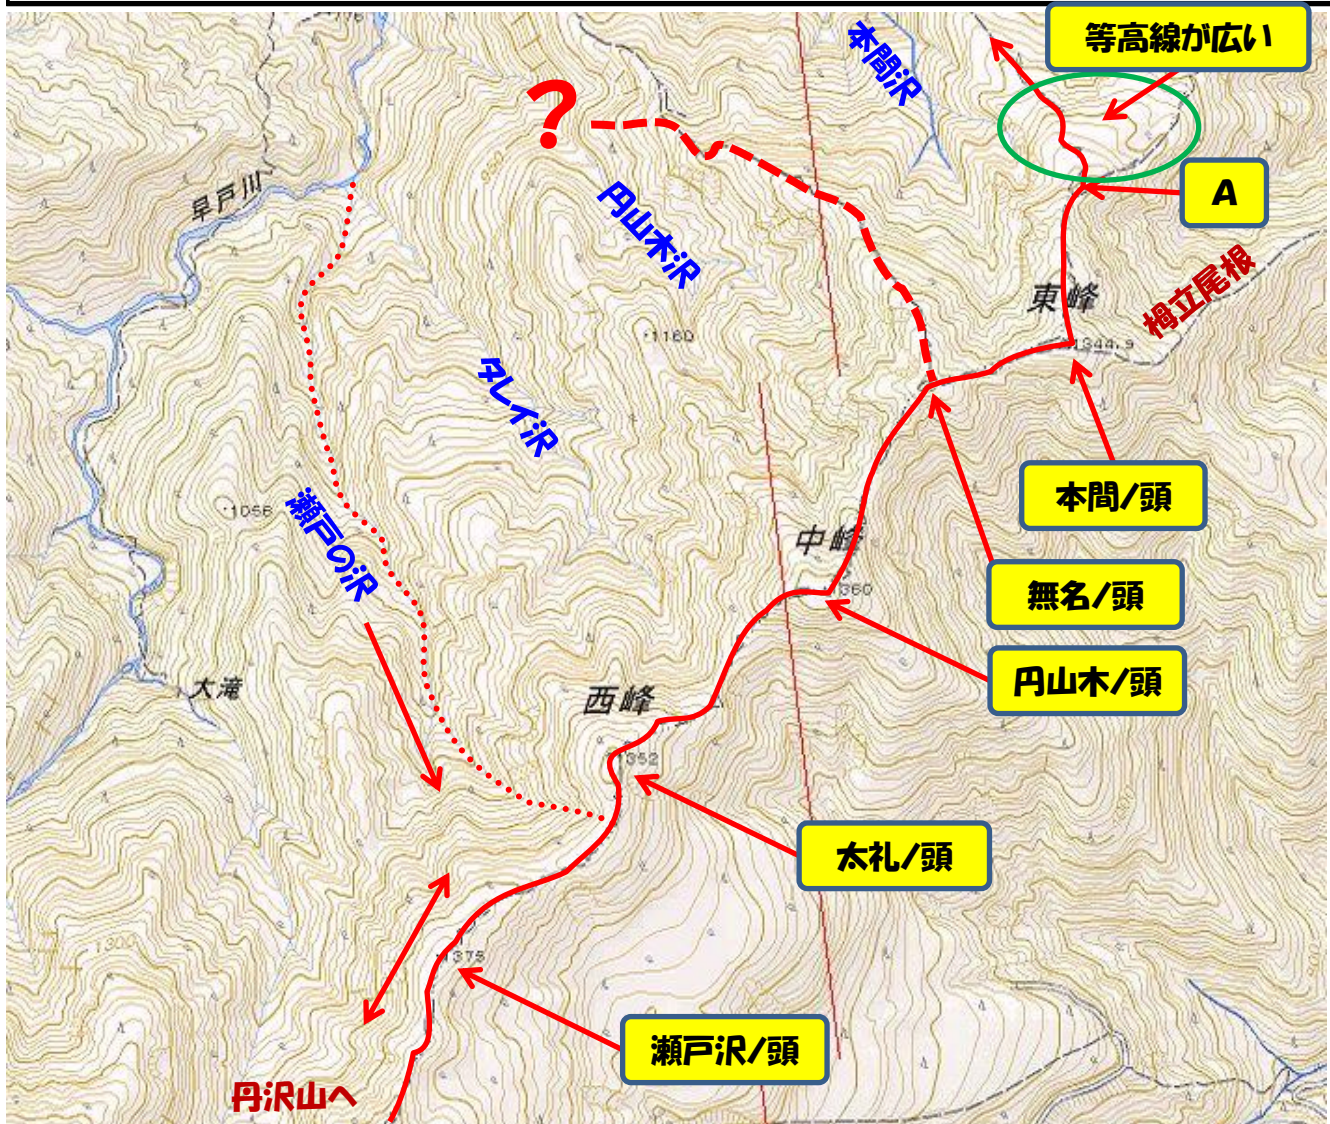 等高線が広い
本間沢
?
A
早戸川
円山木沢
栂立尾根
東峰
1344.9
・1160
タレイ沢
本間ノ頭
・1056
瀬戸の沢
中峰
無名ノ頭
1360
円山木ノ頭
大滝
西峰
1352
太礼ノ頭
1300
・1375
瀬戸沢ノ頭
丹沢山へ